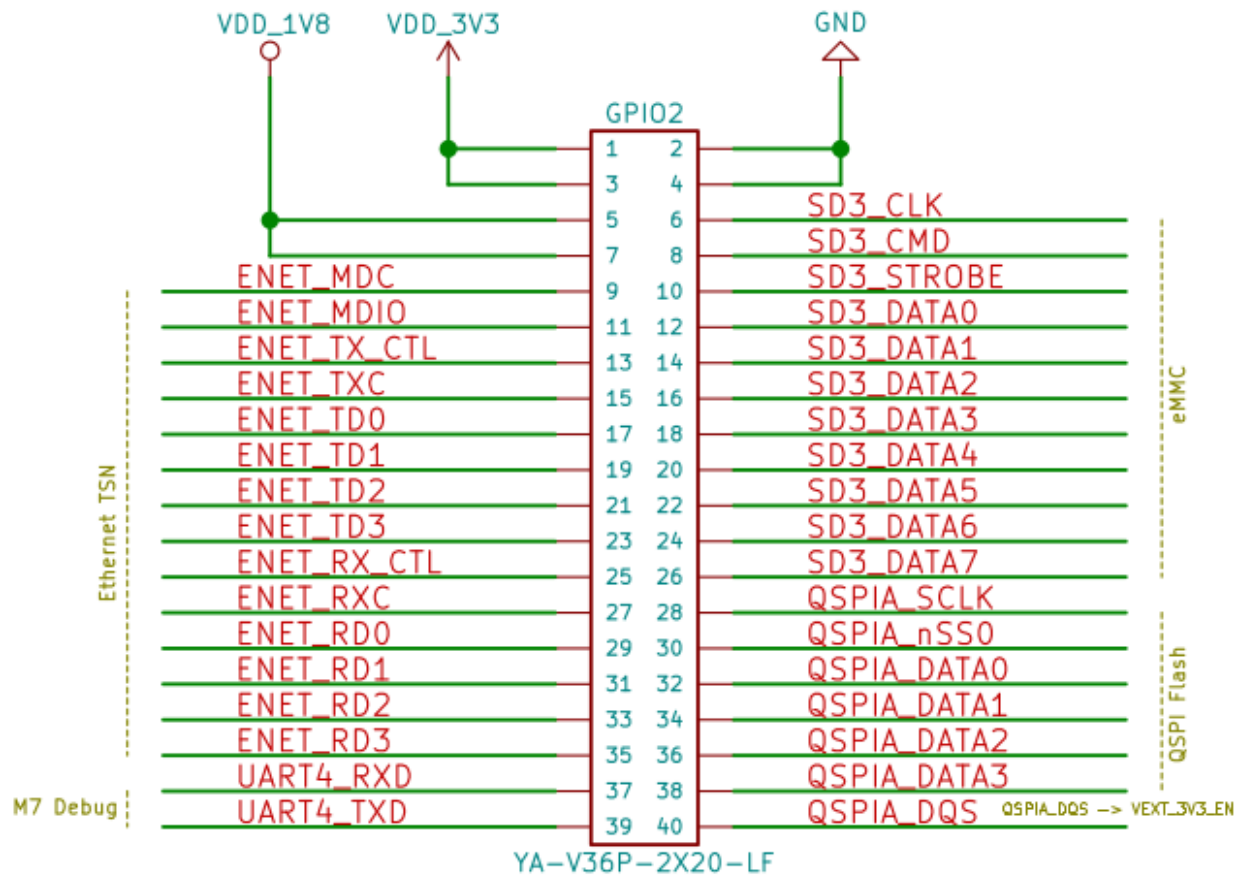 VDD_1V8 VDD_3V3 GND
GPIO2
1 2
3 4
SD3_CLK
5 6
SD3_CMD
7 8
ENET_MDC SD3_STROBE
9 10
ENET_MDIO SD3_DATA0
11 12
ENET_TX_CTL SD3_DATA1
13 14
ENET_TXC SD3_DATA2
15 16
ENET_TD0 SD3_DATA3
17 18
ENET_TD1 SD3_DATA4
19 20
ENET_TD2 SD3_DATA5
21 22
ENET_TD3 SD3_DATA6
23 24
ENET_RX_CTL SD3_DATA7
25 26
ENET_RXC QSPIA_SCLK
27 28
ENET_RD0 QSPIA_nSS0
29 30
ENET_RD1 QSPIA_DATA0
31 32
ENET_RD2 QSPIA_DATA1
33 34
ENET_RD3 QSPIA_DATA2
35 36
UART4_RXD QSPIA_DATA3
37 38
UART4_TXD QSPIA_DQS QSPIA_DQS -> VEXT_3V3_EN
39 40
YA-V36P-2X20-LF
Ethernet TSN
M7 Debug
eMMC
QSPI Flash